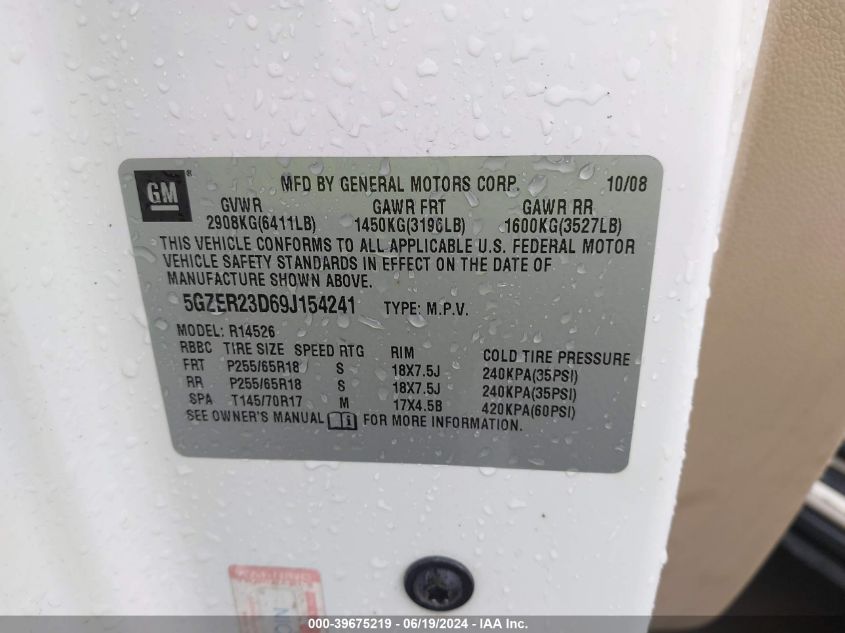 GM ® MFD BY GENERAL MOTORS CORP. 10/08
GVWR GAWR FRT GAWR RR
2908KG(6411LB) 1450KG(3196LB) 1600KG(3527LB)
THIS VEHICLE CONFORMS TO ALL APPLICABLE U.S. FEDERAL MOTOR
VEHICLE SAFETY STANDARDS IN EFFECT ON THE DATE OF
MANUFACTURE SHOWN ABOVE.
5GZER23D69J154241 TYPE: M.P.V.
MODEL: R14526
RBBC TIRE SIZE SPEED RTG RIM COLD TIRE PRESSURE
FRT P255/65R18 S 18X7.5J 240KPA(35PSI)
RR P255/65R18 S 18X7.5J 240KPA(35PSI)
SPA T145/70R17 M 17X4.5B 420KPA(60PSI)
SEE OWNER'S MANUAL FOR MORE INFORMATION.
000-39675219 - 06/19/2024 - IAA Inc.